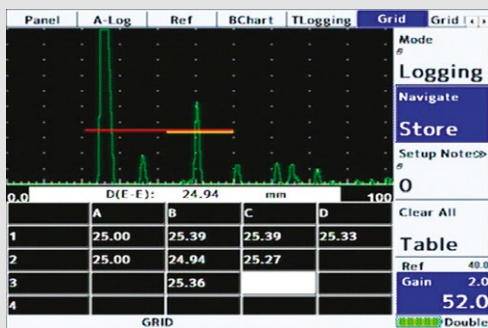 Panel A-Log Ref BChart TLogging Grid Grid
Mode
Logging
Navigate
Store
Setup Notes
0
Clear All
Table
Ref 40.0
Gain 2.0
52.0
Double
0.0 D(E-E): 24.94 mm 100
A B C D
1 25.00 25.39 25.39 25.33
2 25.00 24.94 25.27
3 25.36
4
GRID